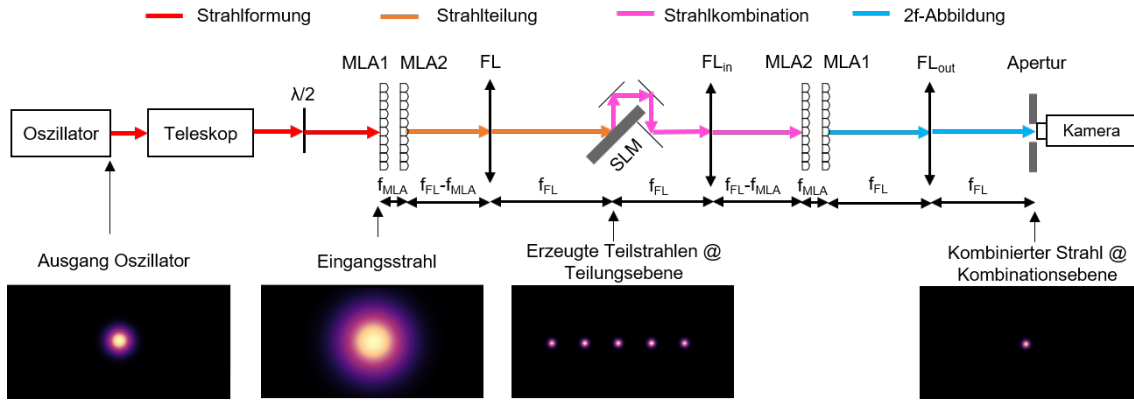 Strahlformung
Strahlteilung
Strahlkombination
2f-Abbildung
MLA1
MLA2
FL
FLin
MLA2
MLA1
FLout
Apertur
λ/2
Oszillator
Teleskop
SLM
Kamera
fMLA
fFL-fMLA
fFL
fFL
fFL-fMLA
fMLA
fFL
fFL
Ausgang Oszillator
Eingangsstrahl
Erzeugte Teilstrahlen @
Teilungsebene
Kombinierter Strahl @
Kombinationsebene